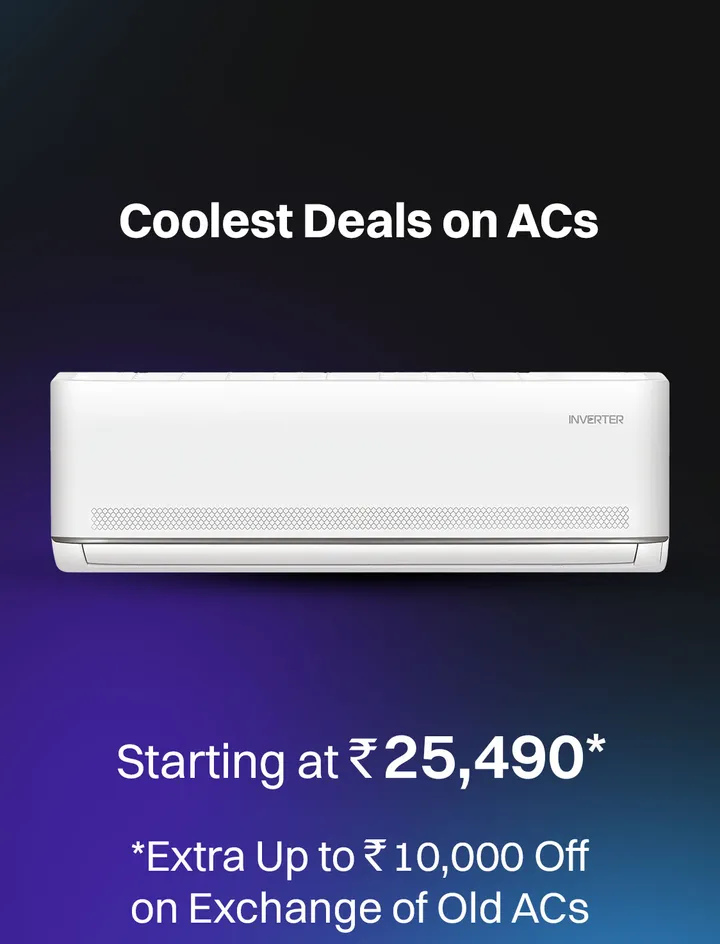 Coolest Deals on ACs
INVERTER
Starting at ₹25,490*
*Extra Up to ₹10,000 Off
on Exchange of Old ACs